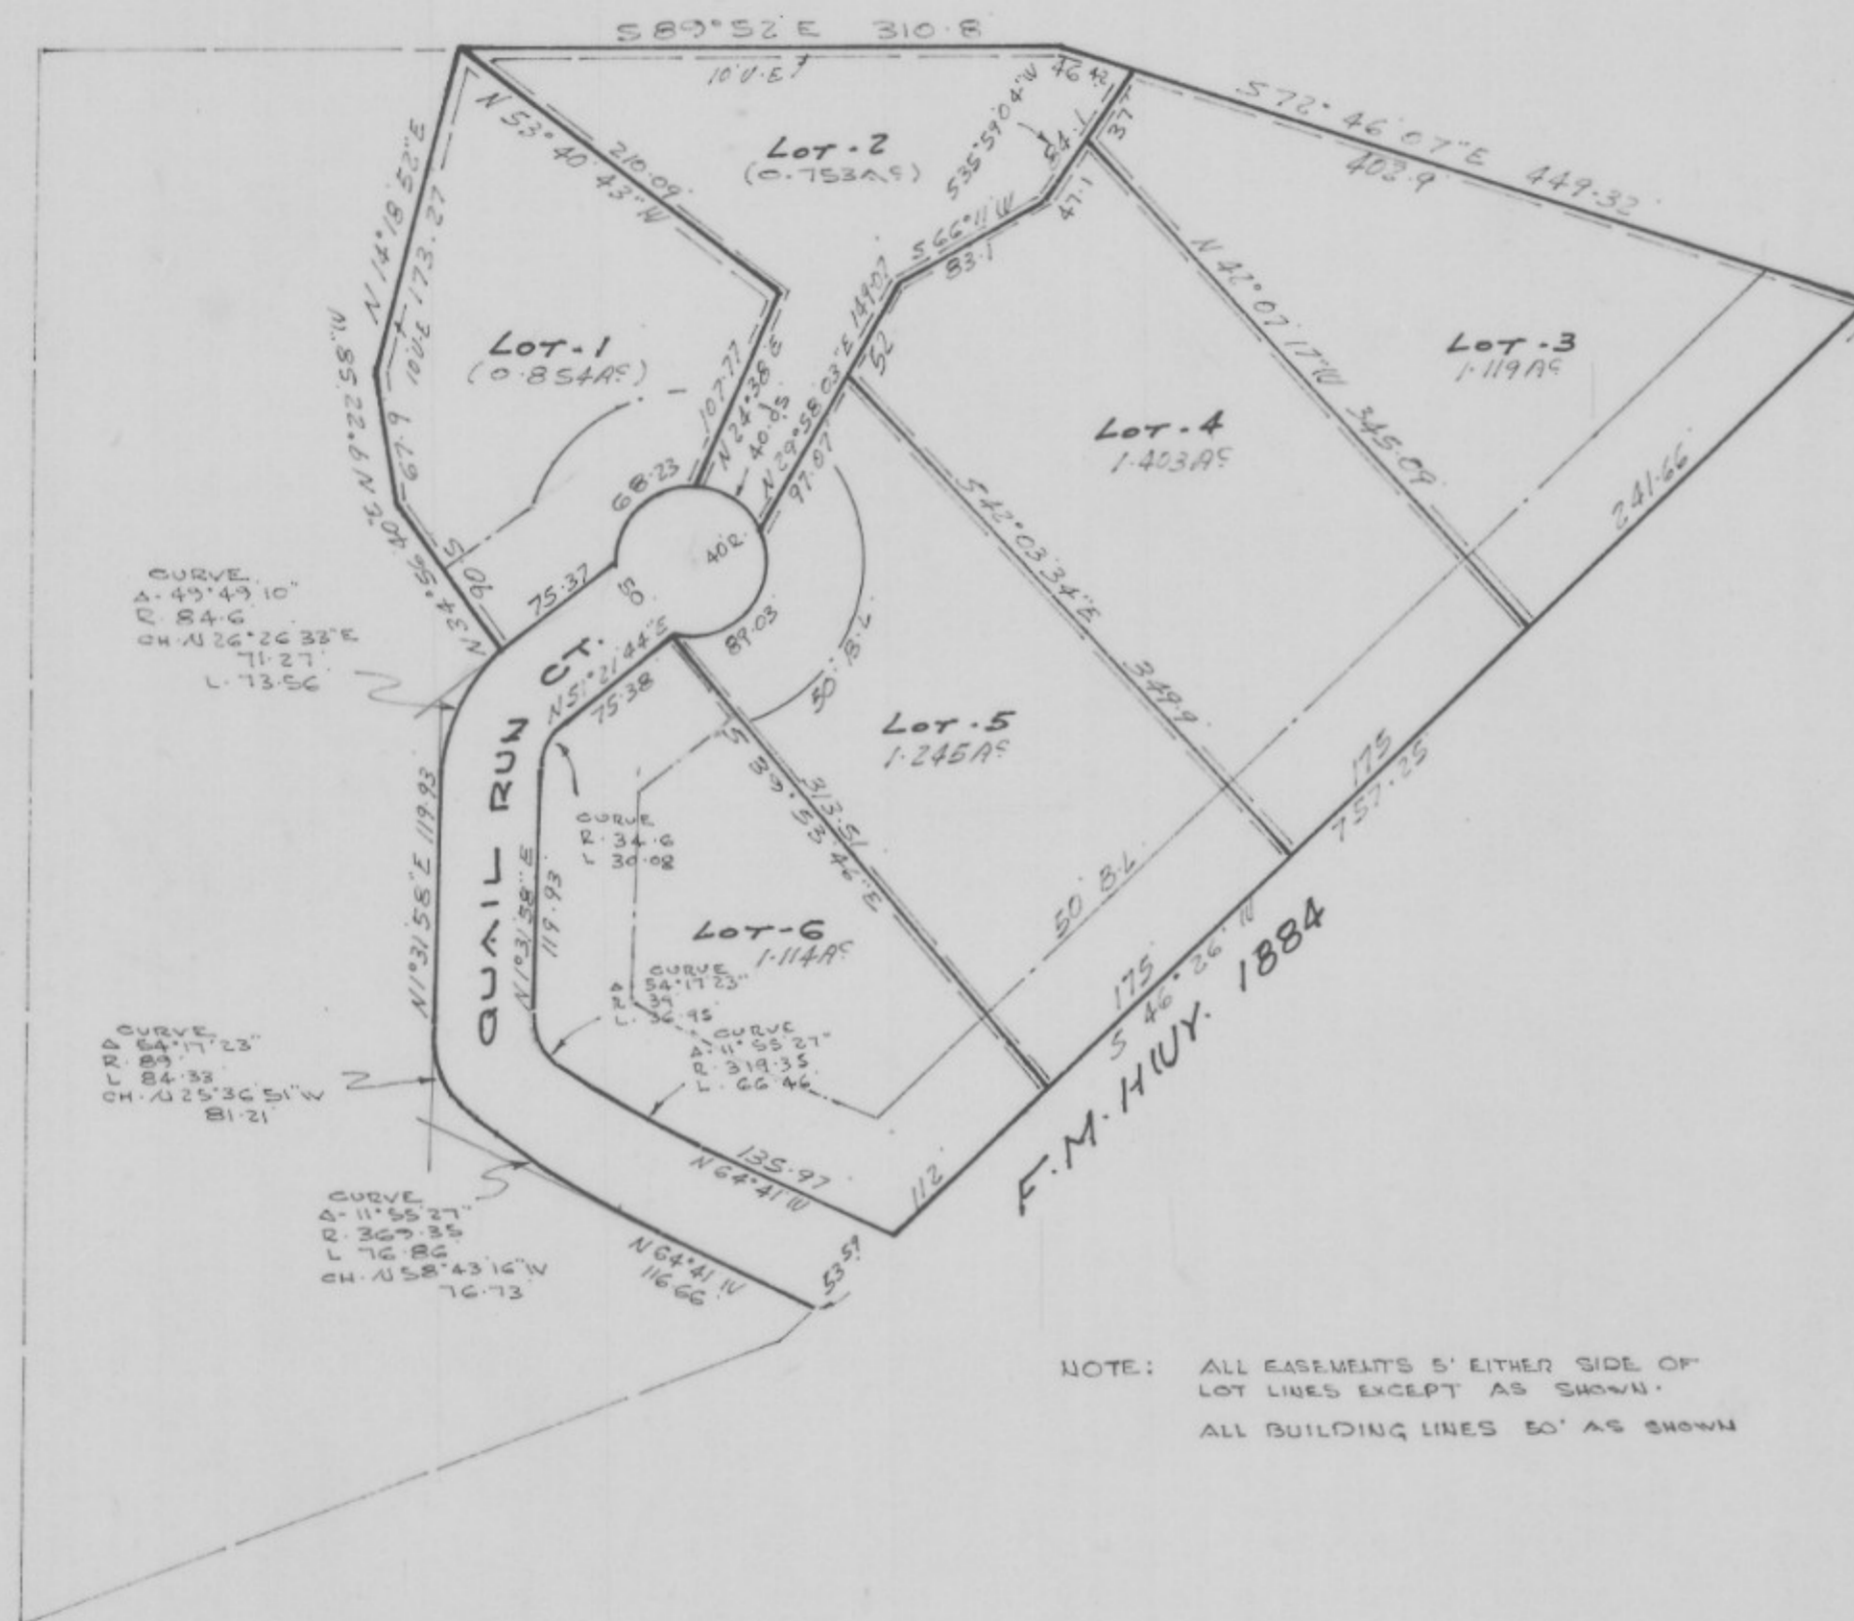 S 89°52' E 310.8
10' U.E.
46.42
S 72° 46' 07" E
402.9
449.32
N 53° 40' 43" W
210.09
LOT - 2
(0.753 AC)
S 35°59'04" W
84.1
37
47.1
S 66°11' W
83.1
N 14°18'52" E
10' U.E. 173.27
LOT - 1
(0.854 AC)
107.77
N 24°38' E
N 29°58'03" E 149.07
52
97.07
N 42° 07' 17" W 345.09
LOT - 3
1.119 AC
LOT - 4
1.403 AC
241.66
67.9
N 34° 56' 40" E
90.5
68.23
40' R.
75.37
50
89.03
50' B.L.
S 42° 03' 34" E
349.9
CURVE
Δ- 49°49'10"
R. 84.6
CH. N 26°26'33" E
71.27
L. 73.56
QUAIL RUN CT.
N 51°21'44" E
75.38
LOT - 5
1.245 AC
175
757.25
CURVE
R. 34.6
L 30.08
313.51
S 39° 53' 46" E
N 1°31'58" E 119.93
N 1°31'58" E
119.93
LOT - 6
1.114 AC
50' B.L.
175
S 46° 26' W
F.M. HWY. 1884
CURVE
Δ 54°17'23"
R. 39
L. 36.95
CURVE
Δ- 11°55'27"
R. 319.35
L. 66.46
CURVE
Δ 54°17'23"
R. 89
L 84.33
CH. N 25°36'51" W
81.21
135.97
N 64°41' W
112
CURVE
Δ- 11°55'27"
R. 369.35
L 76.86
CH. N 58°43'16" W
76.73
N 64°41' W
116.66
53.59
NOTE: ALL EASEMENTS 5' EITHER SIDE OF
LOT LINES EXCEPT AS SHOWN.
ALL BUILDING LINES 50' AS SHOWN